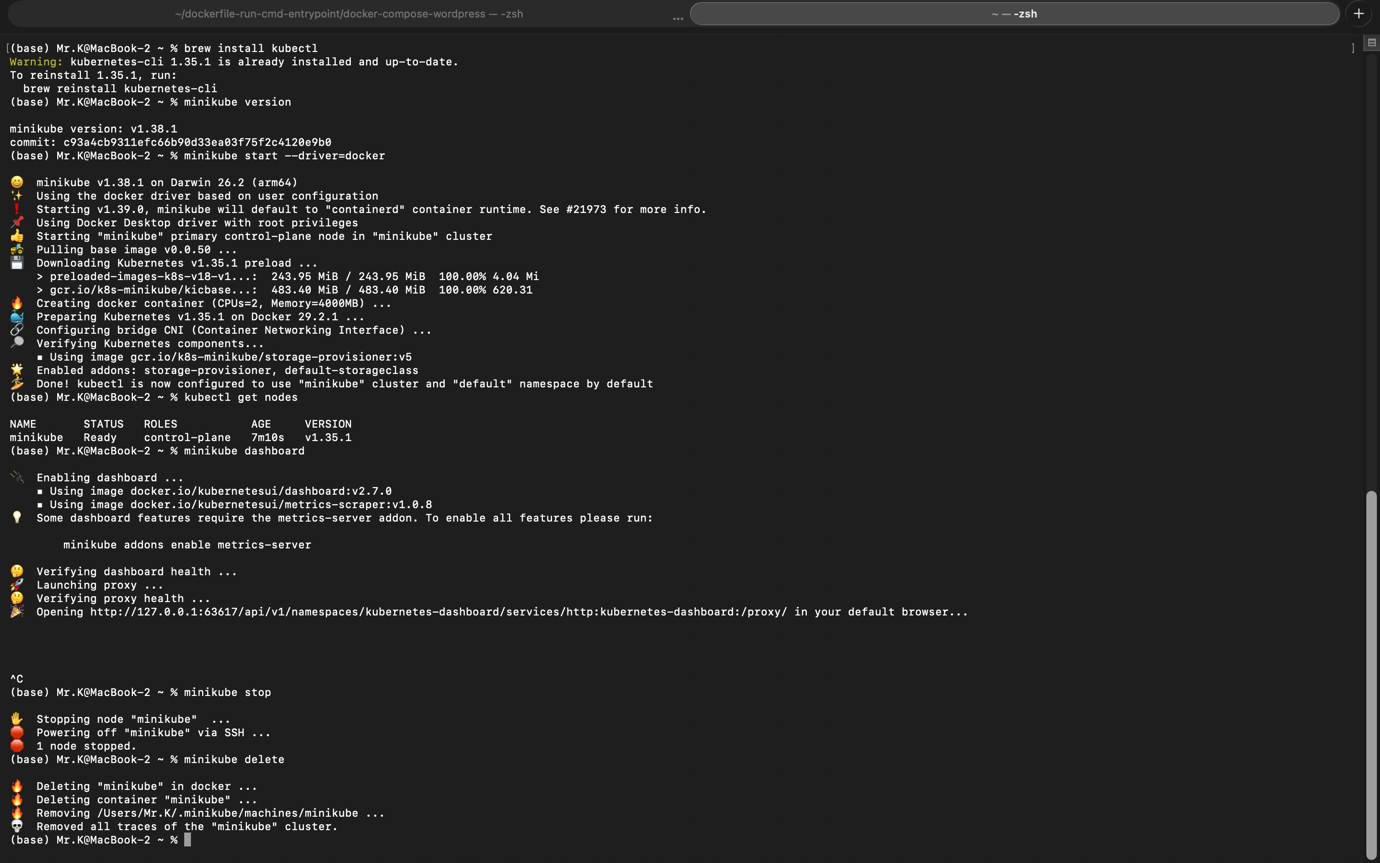 ~/dockerfile-run-cmd-entrypoint/docker-compose-wordpress — -zsh
... ~ — -zsh +
[(base) Mr.K@MacBook-2 ~ % brew install kubectl ]
Warning: kubernetes-cli 1.35.1 is already installed and up-to-date.
To reinstall 1.35.1, run:
  brew reinstall kubernetes-cli
(base) Mr.K@MacBook-2 ~ % minikube version
minikube version: v1.38.1
commit: c93a4cb9311efc66b90d33ea03f75f2c4120e9b0
(base) Mr.K@MacBook-2 ~ % minikube start --driver=docker
😄  minikube v1.38.1 on Darwin 26.2 (arm64)
✨  Using the docker driver based on user configuration
❗  Starting v1.39.0, minikube will default to "containerd" container runtime. See #21973 for more info.
📌  Using Docker Desktop driver with root privileges
👍  Starting "minikube" primary control-plane node in "minikube" cluster
🚜  Pulling base image v0.0.50 ...
💾  Downloading Kubernetes v1.35.1 preload ...
    > preloaded-images-k8s-v18-v1...:  243.95 MiB / 243.95 MiB  100.00% 4.04 Mi
    > gcr.io/k8s-minikube/kicbase...:  483.40 MiB / 483.40 MiB  100.00% 620.31
🔥  Creating docker container (CPUs=2, Memory=4000MB) ...
🐳  Preparing Kubernetes v1.35.1 on Docker 29.2.1 ...
🔗  Configuring bridge CNI (Container Networking Interface) ...
🔎  Verifying Kubernetes components...
    ▪ Using image gcr.io/k8s-minikube/storage-provisioner:v5
🌟  Enabled addons: storage-provisioner, default-storageclass
🏄  Done! kubectl is now configured to use "minikube" cluster and "default" namespace by default
(base) Mr.K@MacBook-2 ~ % kubectl get nodes
NAME       STATUS   ROLES           AGE     VERSION
minikube   Ready    control-plane   7m10s   v1.35.1
(base) Mr.K@MacBook-2 ~ % minikube dashboard
🔌  Enabling dashboard ...
    ▪ Using image docker.io/kubernetesui/dashboard:v2.7.0
    ▪ Using image docker.io/kubernetesui/metrics-scraper:v1.0.8
💡  Some dashboard features require the metrics-server addon. To enable all features please run:
        minikube addons enable metrics-server
🤔  Verifying dashboard health ...
🚀  Launching proxy ...
🤔  Verifying proxy health ...
🎉  Opening http://127.0.0.1:63617/api/v1/namespaces/kubernetes-dashboard/services/http:kubernetes-dashboard:/proxy/ in your default browser...
^C
(base) Mr.K@MacBook-2 ~ % minikube stop
✋  Stopping node "minikube"  ...
🛑  Powering off "minikube" via SSH ...
🛑  1 node stopped.
(base) Mr.K@MacBook-2 ~ % minikube delete
🔥  Deleting "minikube" in docker ...
🔥  Deleting container "minikube" ...
🔥  Removing /Users/Mr.K/.minikube/machines/minikube ...
💀  Removed all traces of the "minikube" cluster.
(base) Mr.K@MacBook-2 ~ %